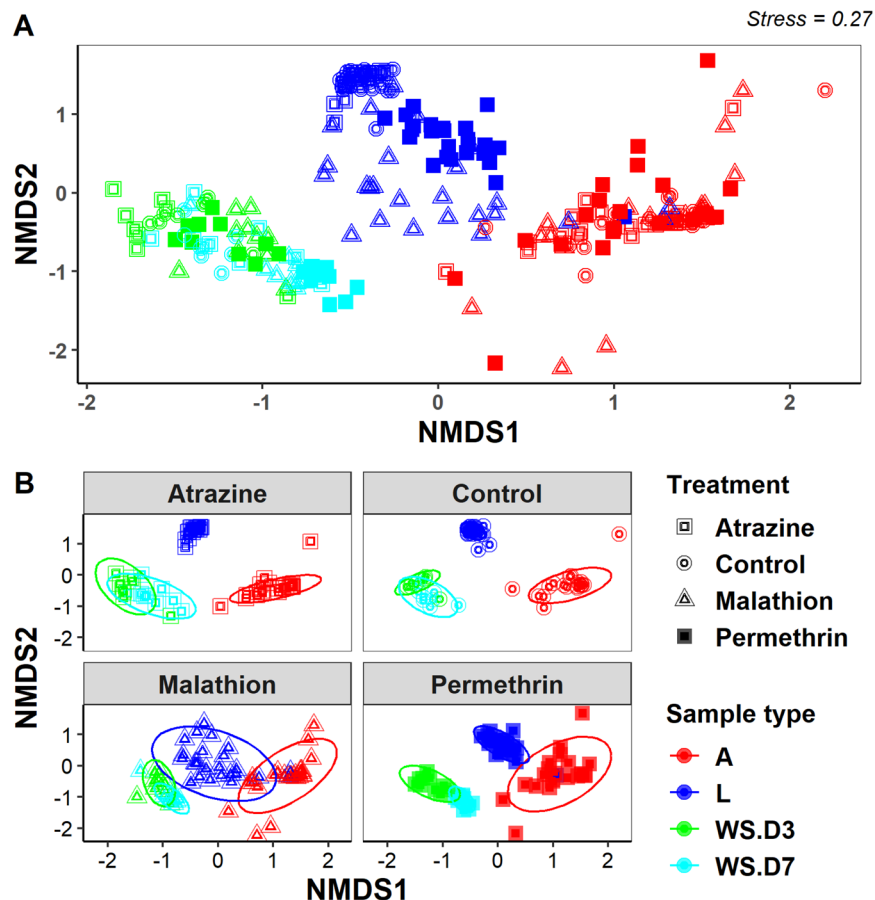 A
Stress = 0.27
NMDS2
1
0
-1
-2
-2 -1 0 1 2
NMDS1
B
Atrazine Control
1
0
-1
-2
Malathion Permethrin
1
0
-1
-2
-2 -1 0 1 2 -2 -1 0 1 2
NMDS2
NMDS1
Treatment
Atrazine
Control
Malathion
Permethrin
Sample type
A
L
WS.D3
WS.D7